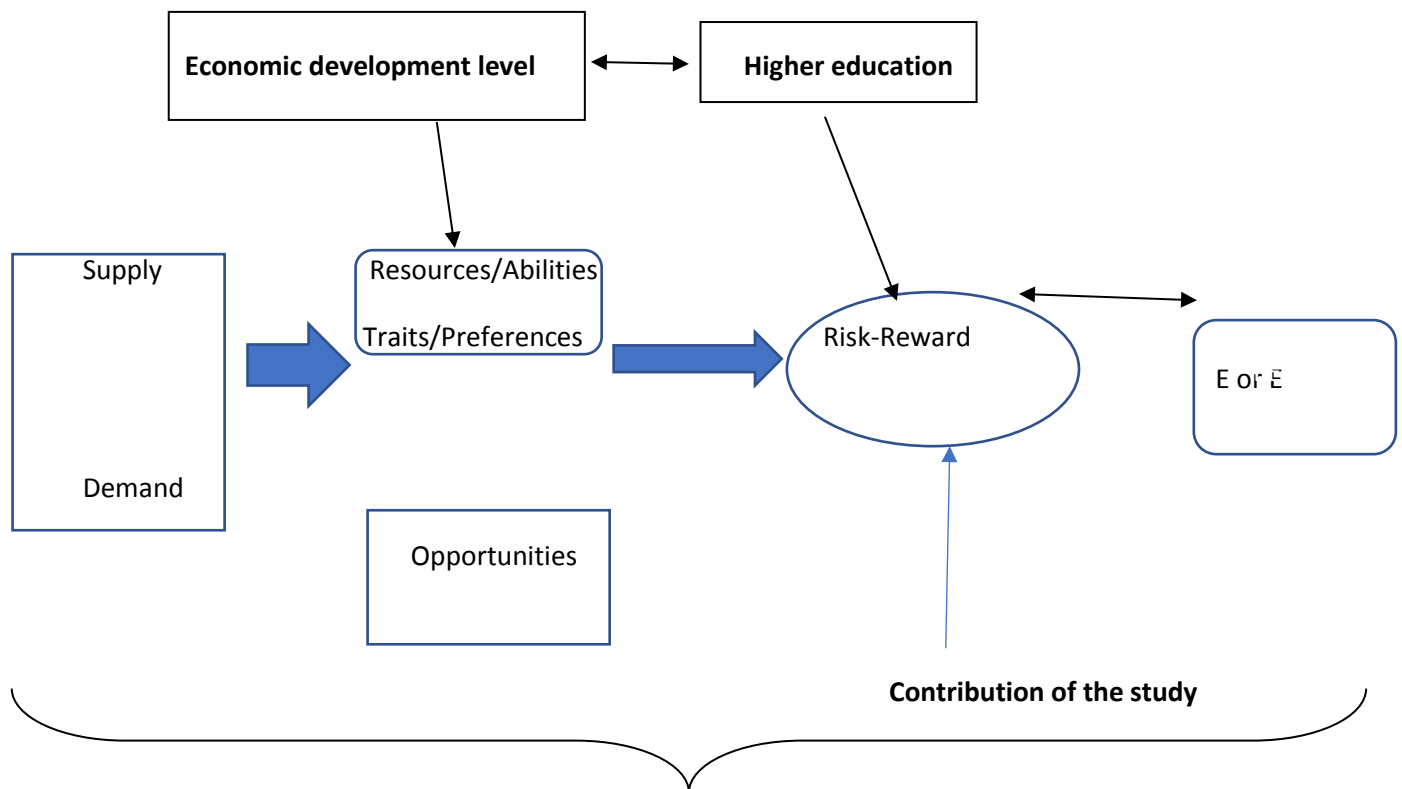 Economic development level
Higher education
Supply
Resources/Abilities
Traits/Preferences
Risk-Reward
E or E
Demand
Opportunities
Contribution of the study